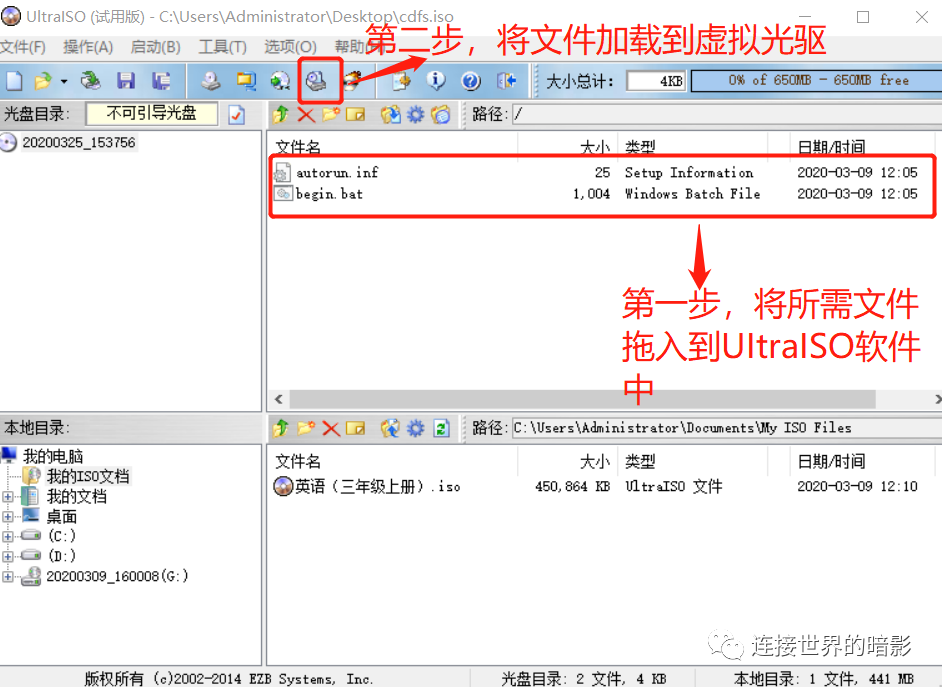 UltraISO (试用版) - C:\Users\Administrator\Desktop\cdfs.iso
文件(F) 操作(A) 启动(B) 工具(T) 选项(O) 帮助
第二步，将文件加载到虚拟光驱
大小总计： 4KB 0% of 650MB - 650MB free
光盘目录： 不可引导光盘 路径：/
20200325_153756
文件名 大小 类型 日期/时间
autorun.inf 25 Setup Information 2020-03-09 12:05
begin.bat 1,004 Windows Batch File 2020-03-09 12:05
第一步，将所需文件
拖入到UltraISO软件
中
本地目录： 路径：C:\Users\Administrator\Documents\My ISO Files
我的电脑
我的ISO文档
我的文档
桌面
(C:)
(D:)
20200309_160008(G:)
文件名 大小 类型 日期/时间
英语（三年级上册）.iso 450,864 KB UltraISO 文件 2020-03-09 12:10
连接世界的暗影
版权所有 (c)2002-2014 EZB Systems, Inc. 光盘目录： 2 文件, 4 KB 本地目录： 1 文件, 441 MB